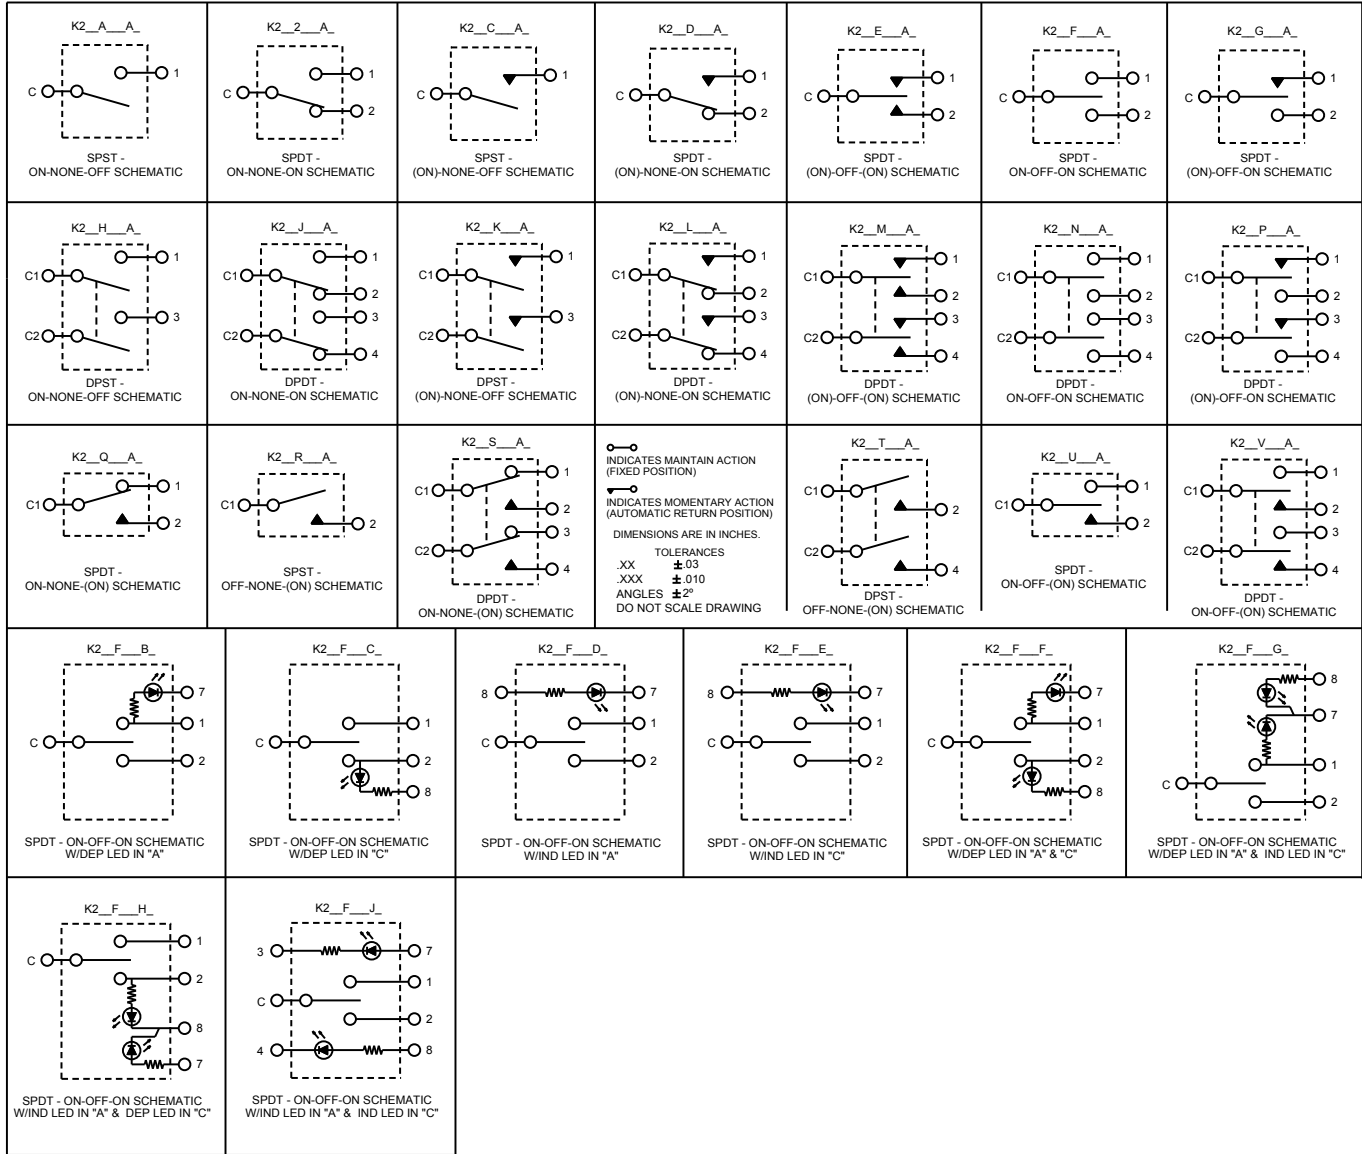 K2__A___A_
C
1
SPST -
ON-NONE-OFF SCHEMATIC
K2__2___A_
C
1
2
SPDT -
ON-NONE-ON SCHEMATIC
K2__C___A_
C
1
SPST -
(ON)-NONE-OFF SCHEMATIC
K2__D___A_
C
1
2
SPDT -
(ON)-NONE-ON SCHEMATIC
K2__E___A_
C
1
2
SPDT -
(ON)-OFF-(ON) SCHEMATIC
K2__F___A_
C
1
2
SPDT -
ON-OFF-ON SCHEMATIC
K2__G___A_
C
1
2
SPDT -
(ON)-OFF-ON SCHEMATIC
K2__H___A_
C1
C2
1
3
DPST -
ON-NONE-OFF SCHEMATIC
K2__J___A_
C1
C2
1
2
3
4
DPDT -
ON-NONE-ON SCHEMATIC
K2__K___A_
C1
C2
1
3
DPST -
(ON)-NONE-OFF SCHEMATIC
K2__L___A_
C1
C2
1
2
3
4
DPDT -
(ON)-NONE-ON SCHEMATIC
K2__M___A_
C1
C2
1
2
3
4
DPDT -
(ON)-OFF-(ON) SCHEMATIC
K2__N___A_
C1
C2
1
2
3
4
DPDT -
ON-OFF-ON SCHEMATIC
K2__P___A_
C1
C2
1
2
3
4
DPDT -
(ON)-OFF-ON SCHEMATIC
K2__Q___A_
C1
1
2
SPDT -
ON-NONE-(ON) SCHEMATIC
K2__R___A_
C1
2
SPST -
OFF-NONE-(ON) SCHEMATIC
K2__S___A_
C1
C2
1
2
3
4
DPDT -
ON-NONE-(ON) SCHEMATIC
INDICATES MAINTAIN ACTION
(FIXED POSITION)
INDICATES MOMENTARY ACTION
(AUTOMATIC RETURN POSITION)
DIMENSIONS ARE IN INCHES.
TOLERANCES
.XX ±.03
.XXX ±.010
ANGLES ±2º
DO NOT SCALE DRAWING
K2__T___A_
C1
C2
2
4
DPST -
OFF-NONE-(ON) SCHEMATIC
K2__U___A_
C1
1
2
SPDT -
ON-OFF-(ON) SCHEMATIC
K2__V___A_
C1
C2
1
2
3
4
DPDT -
ON-OFF-(ON) SCHEMATIC
K2__F___B_
C
7
1
2
SPDT - ON-OFF-ON SCHEMATIC
W/DEP LED IN "A"
K2__F___C_
C
1
2
8
SPDT - ON-OFF-ON SCHEMATIC
W/DEP LED IN "C"
K2__F___D_
8
C
7
1
2
SPDT - ON-OFF-ON SCHEMATIC
W/IND LED IN "A"
K2__F___E_
8
C
7
1
2
SPDT - ON-OFF-ON SCHEMATIC
W/IND LED IN "C"
K2__F___F_
C
7
1
2
8
SPDT - ON-OFF-ON SCHEMATIC
W/DEP LED IN "A" & "C"
K2__F___G_
C
8
7
1
2
SPDT - ON-OFF-ON SCHEMATIC
W/DEP LED IN "A" & IND LED IN "C"
K2__F___H_
C
1
2
8
7
SPDT - ON-OFF-ON SCHEMATIC
W/IND LED IN "A" & DEP LED IN "C"
K2__F___J_
3
C
4
7
1
2
8
SPDT - ON-OFF-ON SCHEMATIC
W/IND LED IN "A" & IND LED IN "C"